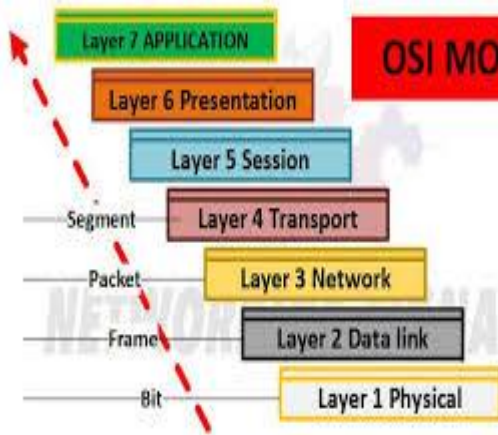 Layer 7 APPLICATION
OSI MO
Layer 6 Presentation
Layer 5 Session
Segment Layer 4 Transport
Packet Layer 3 Network
Frame Layer 2 Data link
Bit Layer 1 Physical